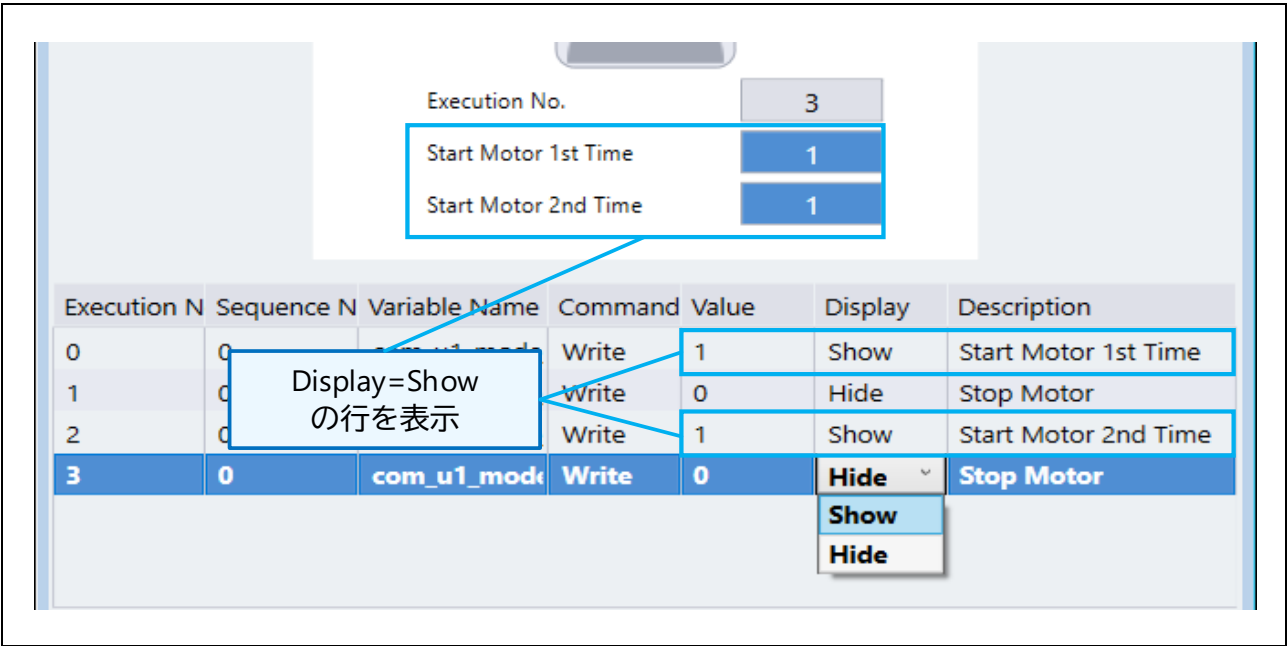 Execution No. 3
Start Motor 1st Time 1
Start Motor 2nd Time 1
Execution N Sequence N Variable Name Command Value Display Description
0 0 Write 1 Show Start Motor 1st Time
1 Write 0 Hide Stop Motor
2 Write 1 Show Start Motor 2nd Time
3 0 com_u1_mode Write 0 Hide Stop Motor
Show
Hide
Display=Show
の行を表示